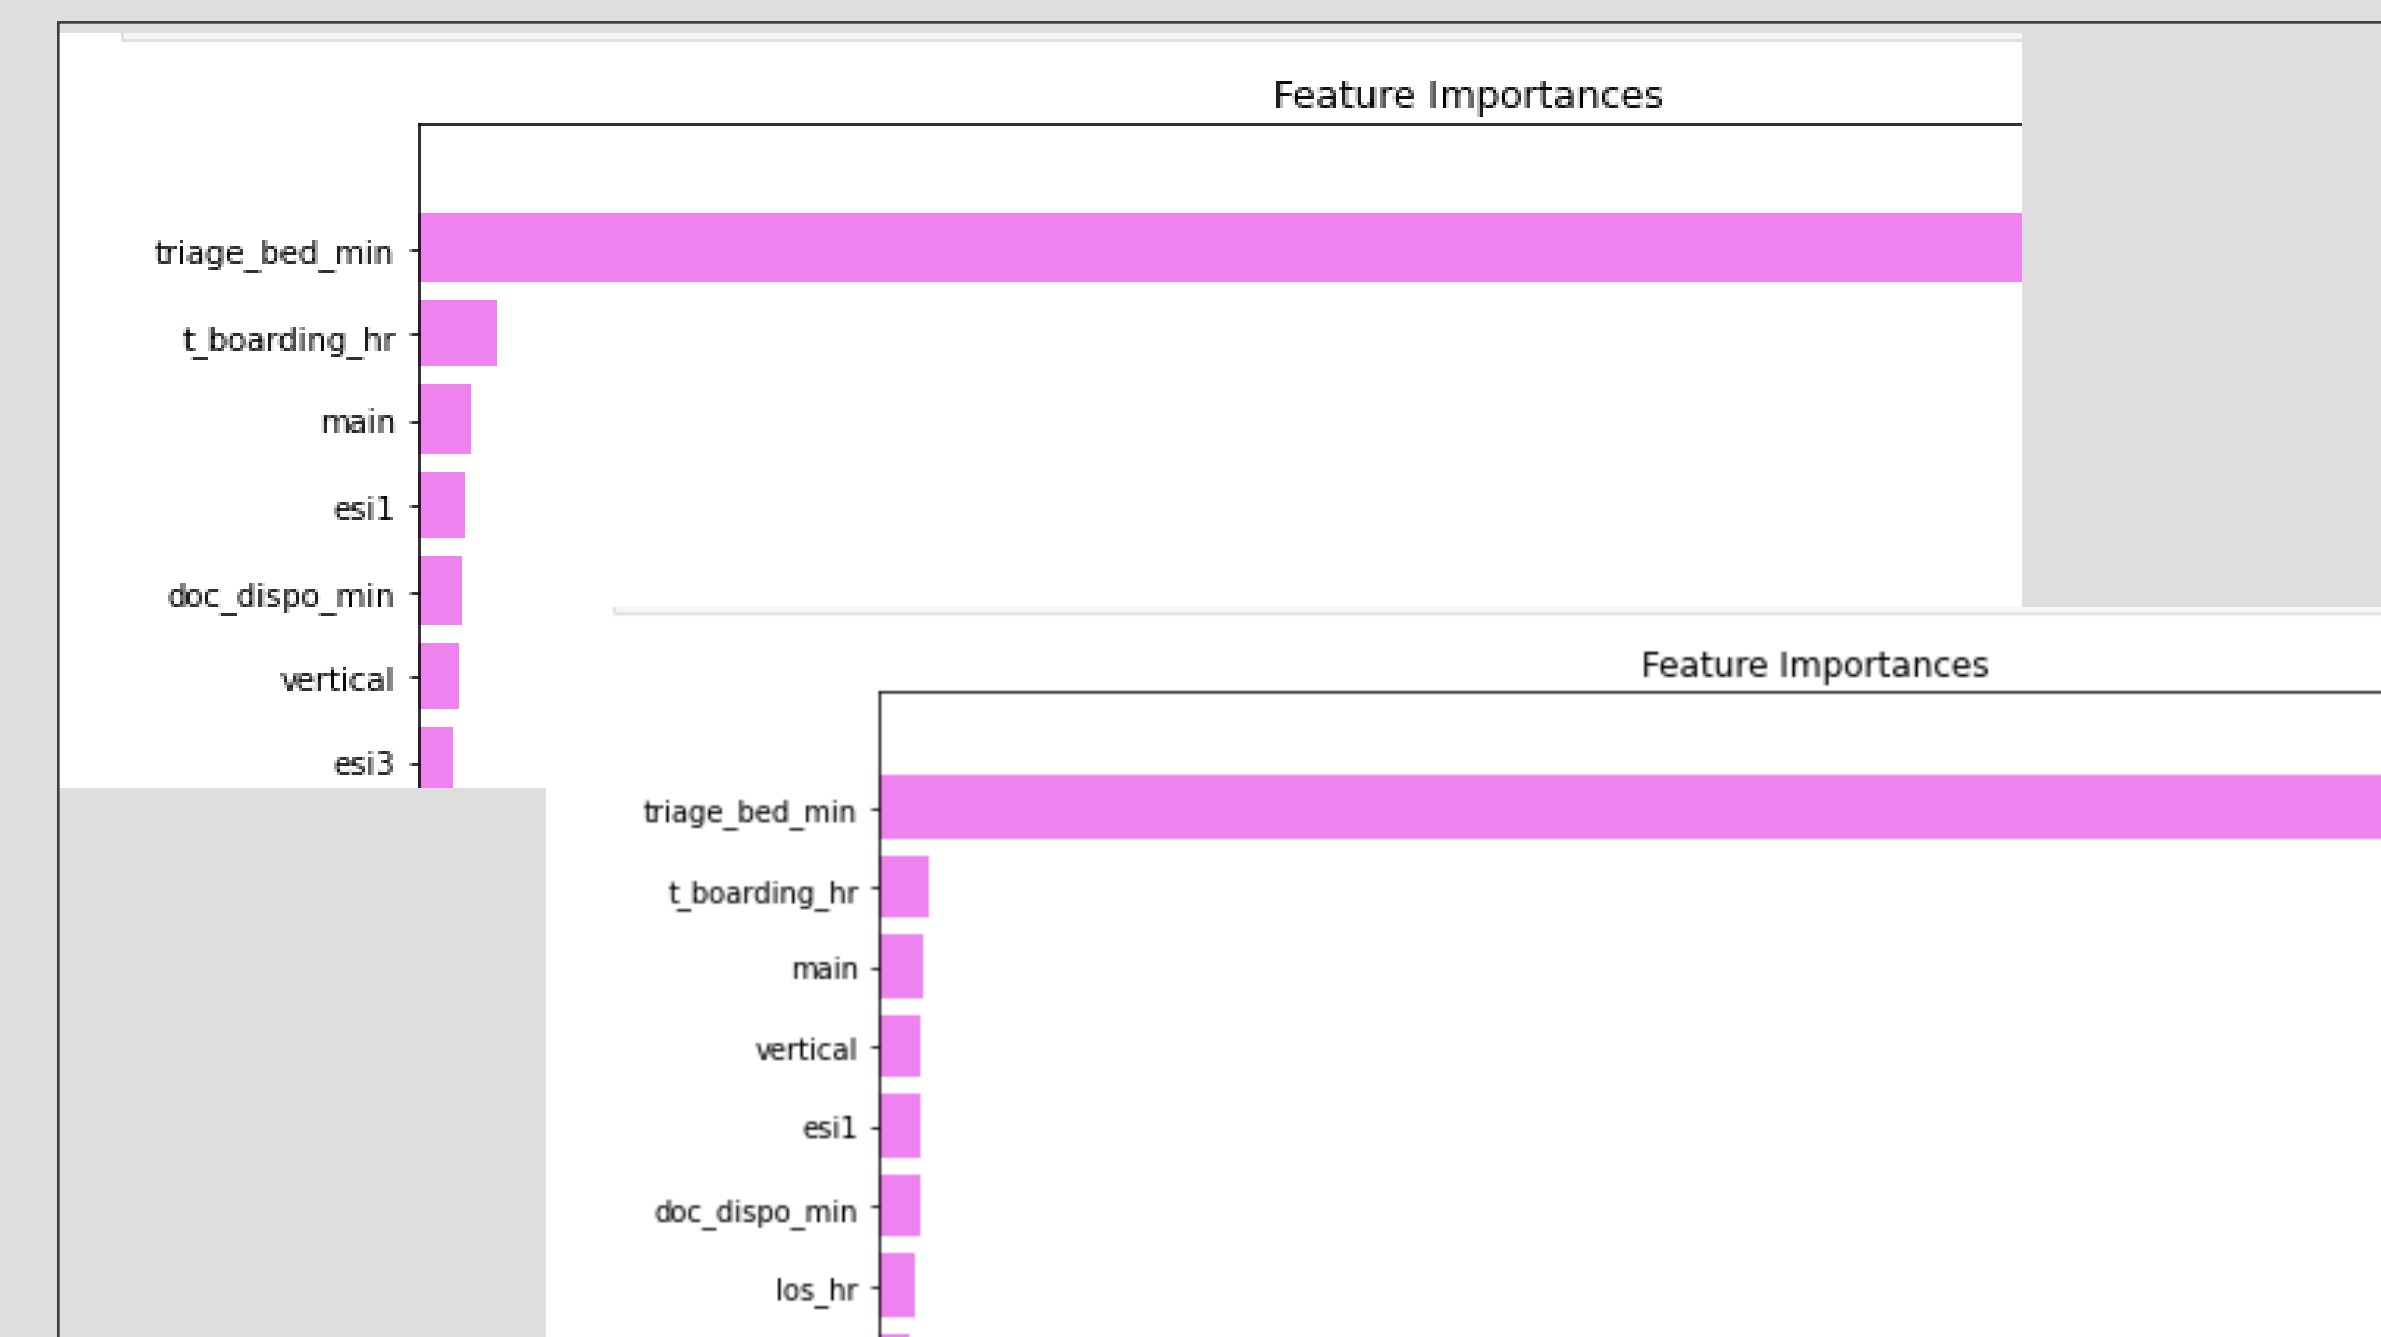 Feature Importances
triage_bed_min
t_boarding_hr
main
esi1
doc_dispo_min
vertical
esi3
Feature Importances
triage_bed_min
t_boarding_hr
main
vertical
esi1
doc_dispo_min
los_hr